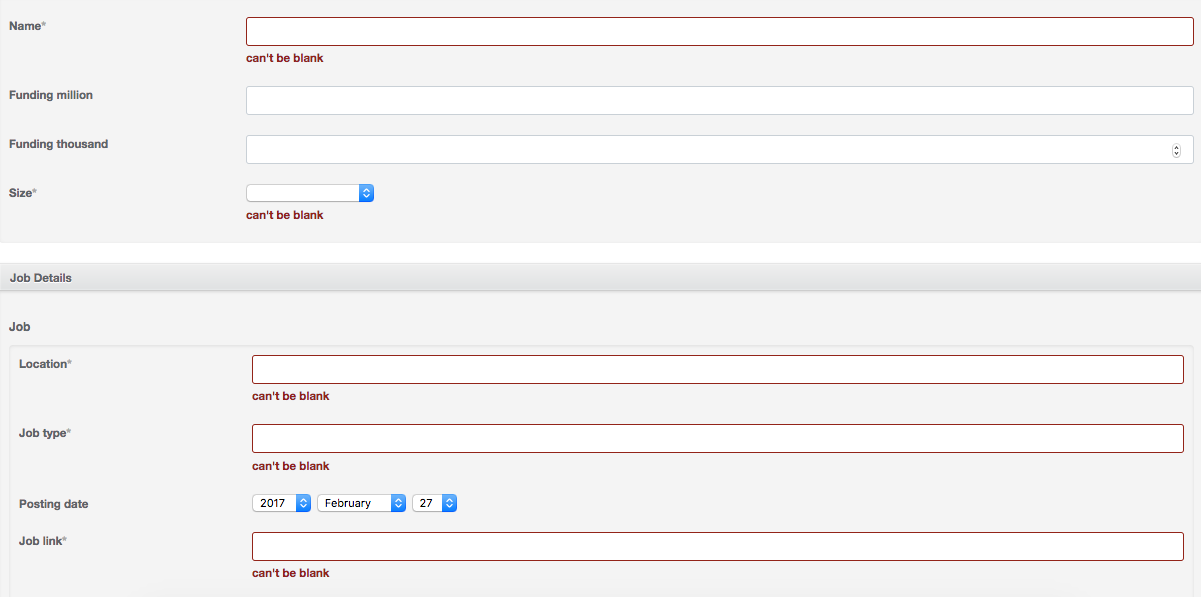 Name*
can't be blank
Funding million
Funding thousand
Size*
can't be blank
Job Details
Job
Location*
can't be blank
Job type*
can't be blank
Posting date 2017 February 27
Job link*
can't be blank